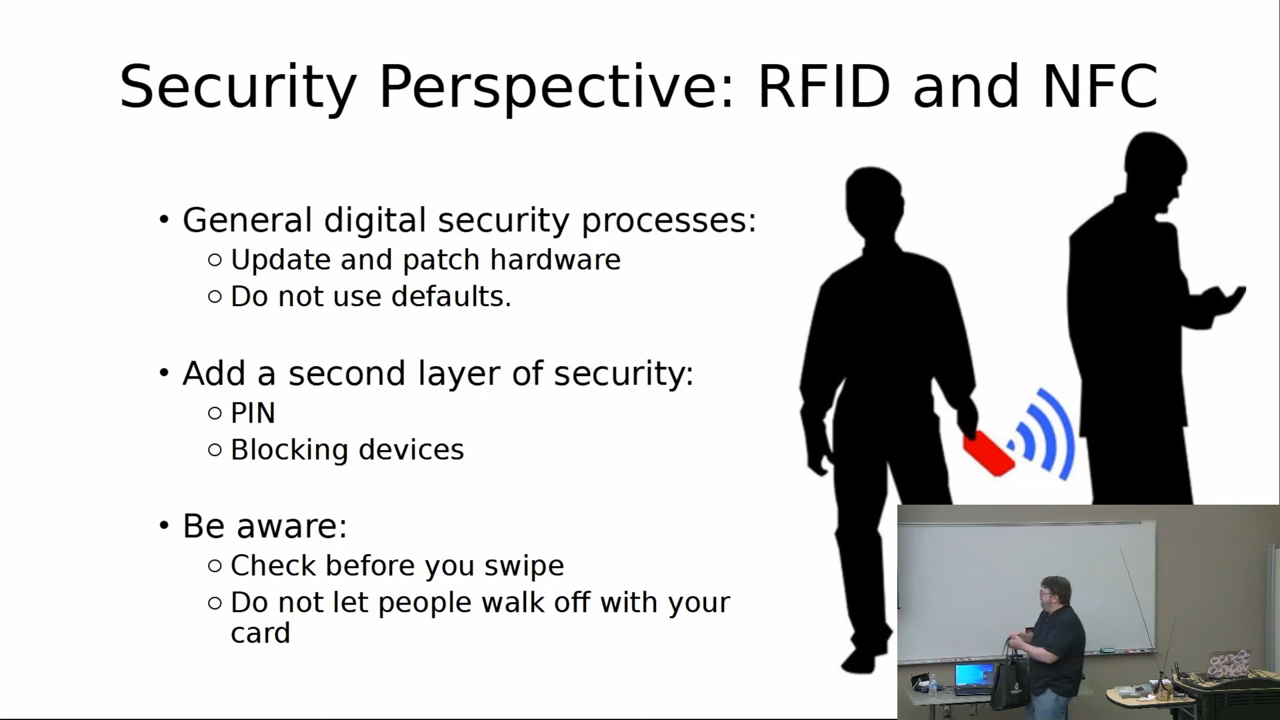 Security Perspective: RFID and NFC
• General digital security processes:
○ Update and patch hardware
○ Do not use defaults.
• Add a second layer of security:
○ PIN
○ Blocking devices
• Be aware:
○ Check before you swipe
○ Do not let people walk off with your
card